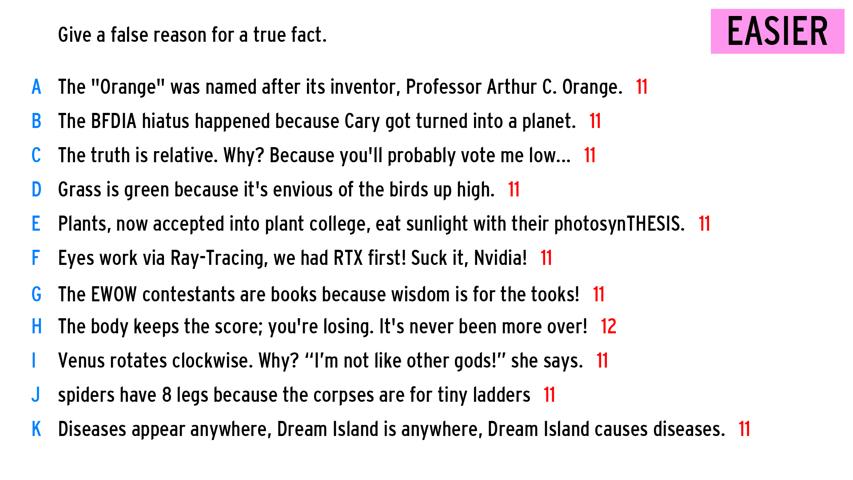 Give a false reason for a true fact.
EASIER
A The "Orange" was named after its inventor, Professor Arthur C. Orange. 11
B The BFDIA hiatus happened because Cary got turned into a planet. 11
C The truth is relative. Why? Because you'll probably vote me low... 11
D Grass is green because it's envious of the birds up high. 11
E Plants, now accepted into plant college, eat sunlight with their photosynTHESIS. 11
F Eyes work via Ray-Tracing, we had RTX first! Suck it, Nvidia! 11
G The EWOW contestants are books because wisdom is for the tooks! 11
H The body keeps the score; you're losing. It's never been more over! 12
I Venus rotates clockwise. Why? “I’m not like other gods!” she says. 11
J spiders have 8 legs because the corpses are for tiny ladders 11
K Diseases appear anywhere, Dream Island is anywhere, Dream Island causes diseases. 11